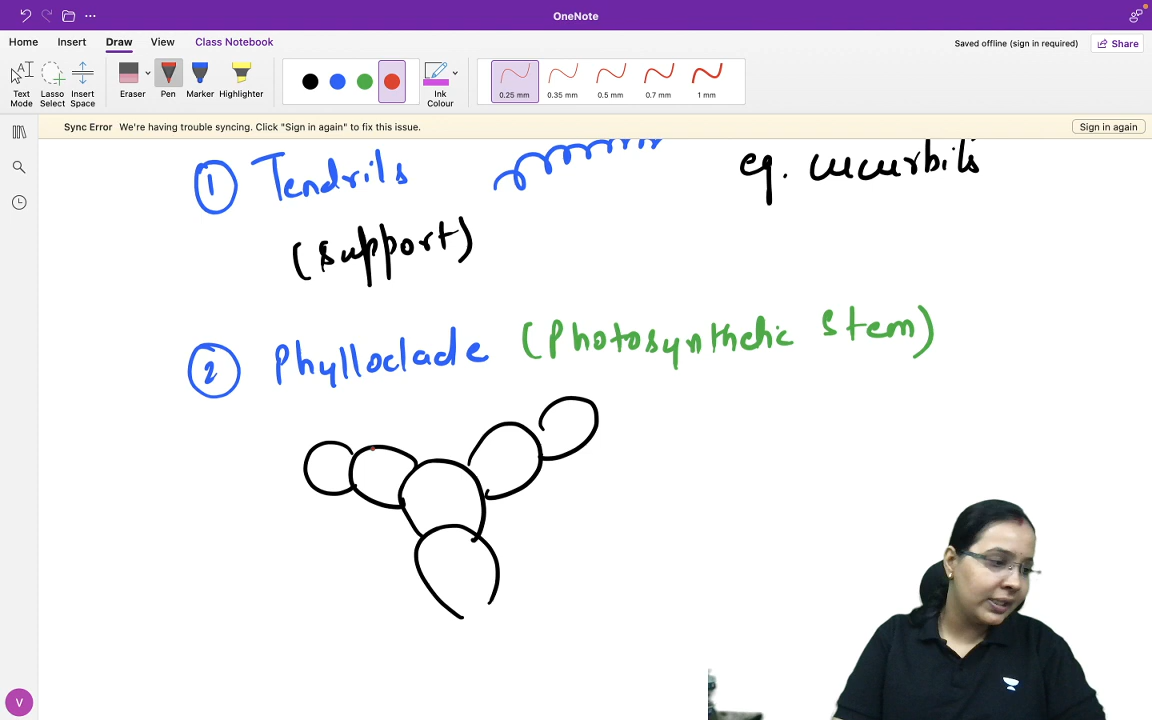 OneNote
Home Insert Draw View Class Notebook
Saved offline (sign in required)
Share
Text Mode
Lasso Select
Insert Space
Eraser
Pen
Marker
Highlighter
Ink Colour
0.25 mm
0.35 mm
0.5 mm
0.7 mm
1 mm
Sync Error We're having trouble syncing. Click "Sign in again" to fix this issue.
Sign in again
① Tendrils eg. cucurbits
(support)
② Phylloclade (Photosynthetic Stem)
V